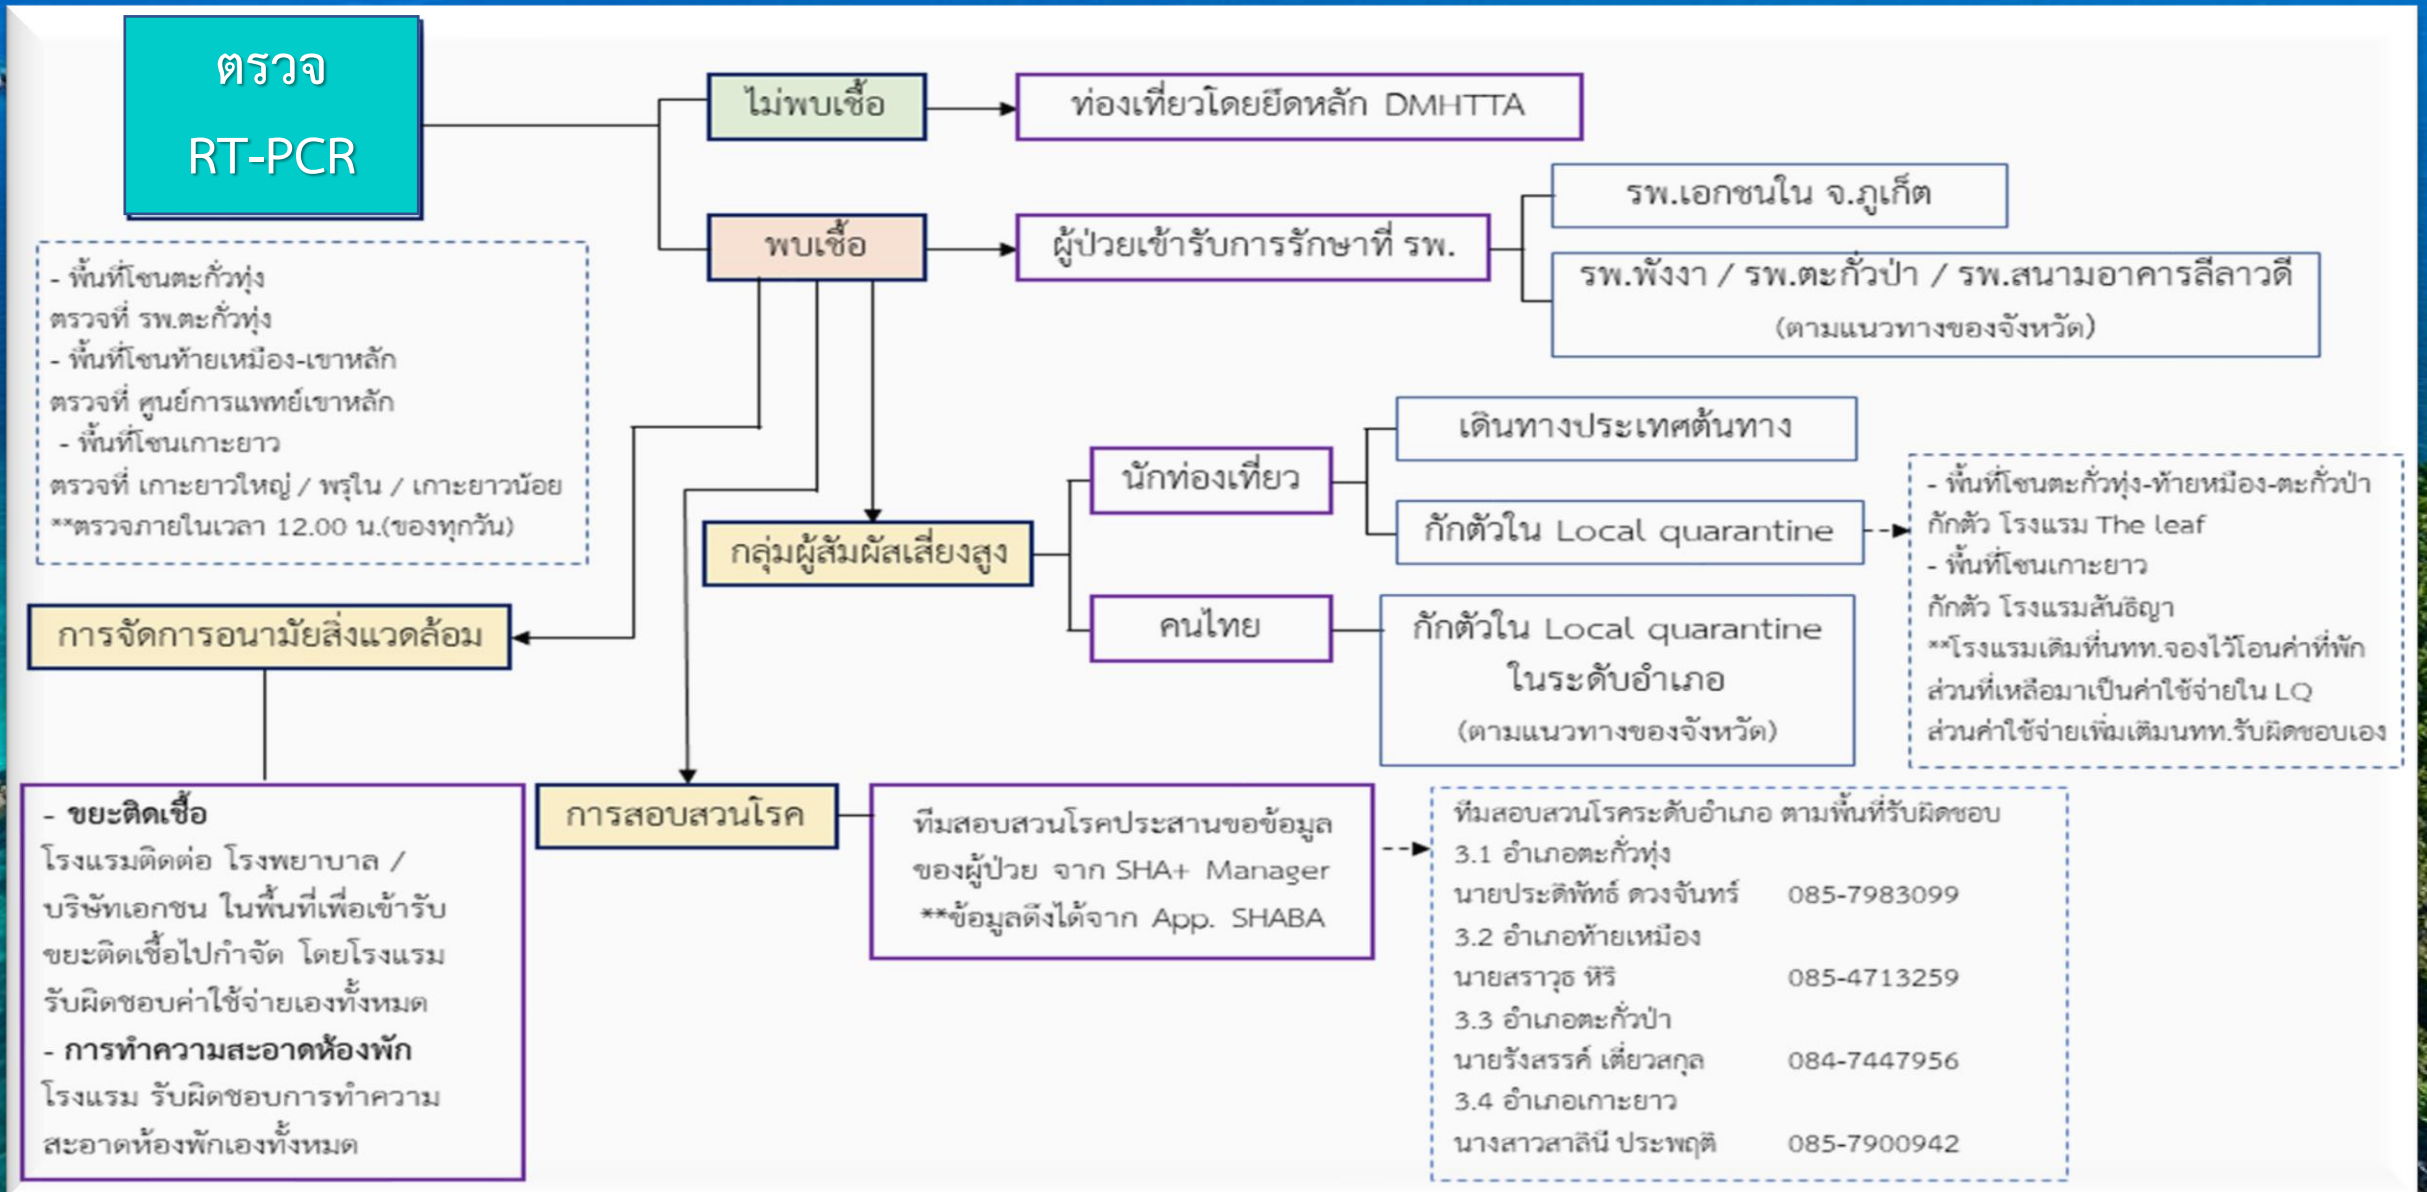 ตรวจ
RT-PCR
ไม่พบเชื้อ
ท่องเที่ยวโดยยึดหลัก DMHTTA
พบเชื้อ
ผู้ป่วยเข้ารับการรักษาที่ รพ.
รพ.เอกชนใน จ.ภูเก็ต
รพ.พังงา / รพ.ตะกั่วป่า / รพ.สนามอาคารลีลาวดี
(ตามแนวทางของจังหวัด)
- พื้นที่โซนตะกั่วทุ่ง
ตรวจที่ รพ.ตะกั่วทุ่ง
- พื้นที่โซนท้ายเหมือง-เขาหลัก
ตรวจที่ ศูนย์การแพทย์เขาหลัก
- พื้นที่โซนเกาะยาว
ตรวจที่ เกาะยาวใหญ่ / พรุใน / เกาะยาวน้อย
**ตรวจภายในเวลา 12.00 น.(ของทุกวัน)
กลุ่มผู้สัมผัสเสี่ยงสูง
นักท่องเที่ยว
เดินทางประเทศต้นทาง
กักตัวใน Local quarantine
- พื้นที่โซนตะกั่วทุ่ง-ท้ายหมือง-ตะกั่วป่า
กักตัว โรงแรม The leaf
- พื้นที่โซนเกาะยาว
กักตัว โรงแรมสันธิญา
**โรงแรมเดิมที่นทท.จองไว้โอนค่าที่พัก
ส่วนที่เหลือมาเป็นค่าใช้จ่ายใน LQ
ส่วนค่าใช้จ่ายเพิ่มเติมนทท.รับผิดชอบเอง
คนไทย
กักตัวใน Local quarantine
ในระดับอำเภอ
(ตามแนวทางของจังหวัด)
การจัดการอนามัยสิ่งแวดล้อม
- ขยะติดเชื้อ
โรงแรมติดต่อ โรงพยาบาล /
บริษัทเอกชน ในพื้นที่เพื่อเข้ารับ
ขยะติดเชื้อไปกำจัด โดยโรงแรม
รับผิดชอบค่าใช้จ่ายเองทั้งหมด
- การทำความสะอาดห้องพัก
โรงแรม รับผิดชอบการทำความ
สะอาดห้องพักเองทั้งหมด
การสอบสวนโรค
ทีมสอบสวนโรคประสานขอข้อมูล
ของผู้ป่วย จาก SHA+ Manager
**ข้อมูลดึงได้จาก App. SHABA
ทีมสอบสวนโรคระดับอำเภอ ตามพื้นที่รับผิดชอบ
3.1 อำเภอตะกั่วทุ่ง
นายประดิพัทธ์ ดวงจันทร์ 085-7983099
3.2 อำเภอท้ายเหมือง
นายสราวุธ หิริ 085-4713259
3.3 อำเภอตะกั่วป่า
นายรังสรรค์ เตี่ยวสกุล 084-7447956
3.4 อำเภอเกาะยาว
นางสาวสาลินี ประพฤติ 085-7900942